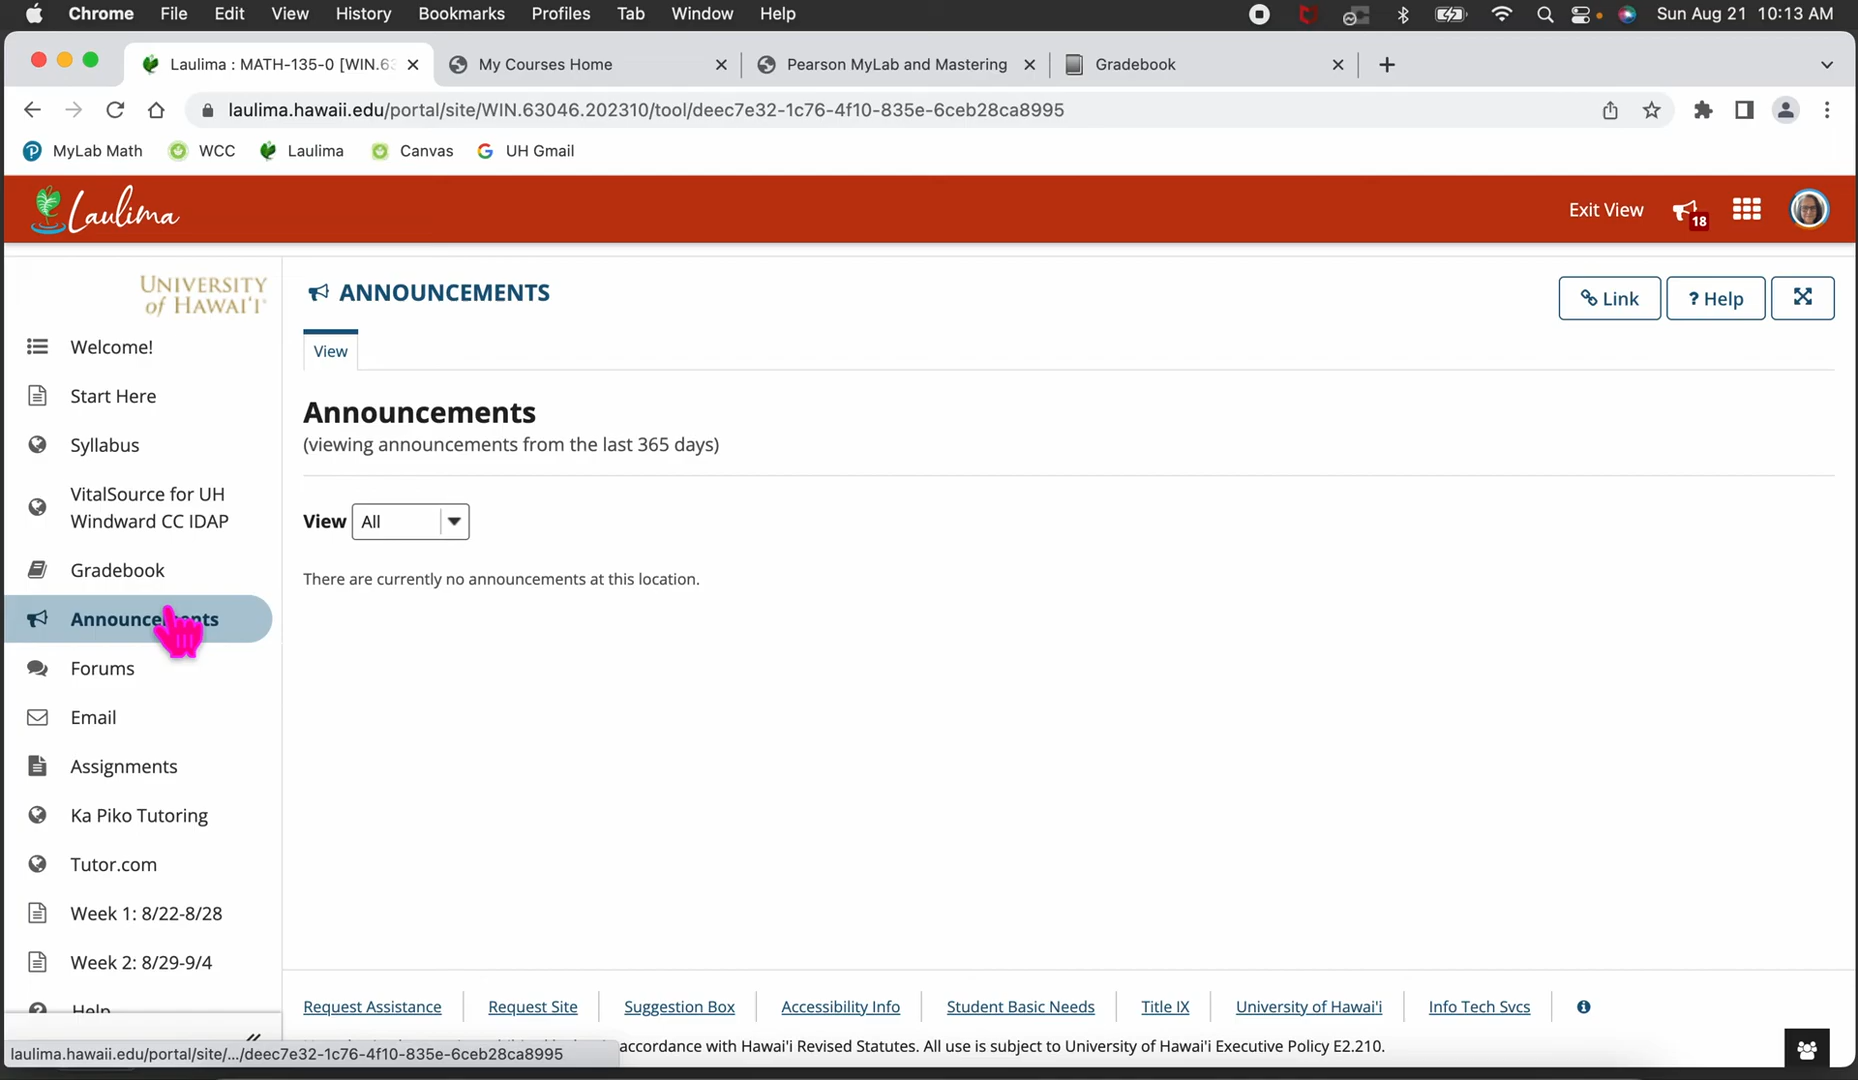 Chrome File Edit View History Bookmarks Profiles Tab Window Help Sun Aug 21 10:13 AM
Laulima : MATH-135-0 [WIN.63 My Courses Home Pearson MyLab and Mastering Gradebook
laulima.hawaii.edu/portal/site/WIN.63046.202310/tool/deec7e32-1c76-4f10-835e-6ceb28ca8995
MyLab Math WCC Laulima Canvas UH Gmail
Laulima Exit View 18
UNIVERSITY
of HAWAI'I
Welcome!
Start Here
Syllabus
VitalSource for UH
Windward CC IDAP
Gradebook
Announcements
Forums
Email
Assignments
Ka Piko Tutoring
Tutor.com
Week 1: 8/22-8/28
Week 2: 8/29-9/4
Help
ANNOUNCEMENTS
Link ? Help
View
Announcements
(viewing announcements from the last 365 days)
View All
There are currently no announcements at this location.
Request Assistance Request Site Suggestion Box Accessibility Info Student Basic Needs Title IX University of Hawai'i Info Tech Svcs
accordance with Hawai'i Revised Statutes. All use is subject to University of Hawai'i Executive Policy E2.210.
laulima.hawaii.edu/portal/site/.../deec7e32-1c76-4f10-835e-6ceb28ca8995